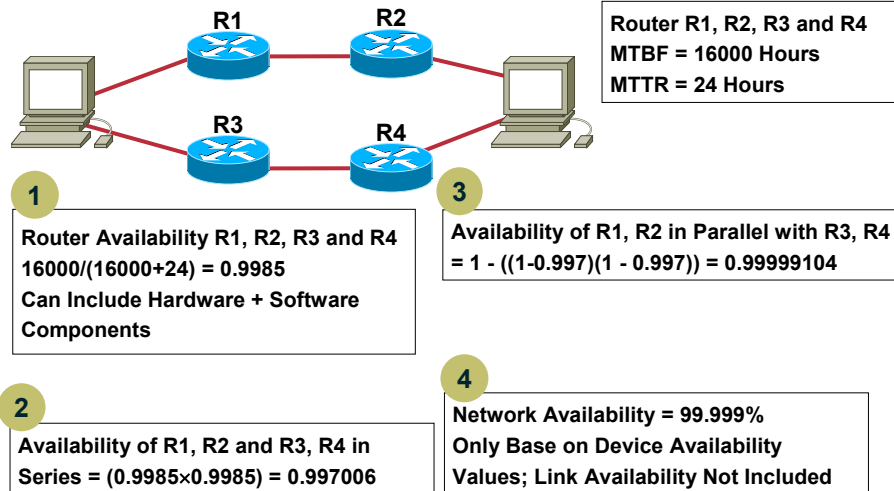 R1
R2
R3
R4
Router R1, R2, R3 and R4
MTBF = 16000 Hours
MTTR = 24 Hours
1
Router Availability R1, R2, R3 and R4
16000/(16000+24) = 0.9985
Can Include Hardware + Software
Components
3
Availability of R1, R2 in Parallel with R3, R4
= 1 - ((1-0.997)(1 - 0.997)) = 0.99999104
2
Availability of R1, R2 and R3, R4 in
Series = (0.9985×0.9985) = 0.997006
4
Network Availability = 99.999%
Only Base on Device Availability
Values; Link Availability Not Included